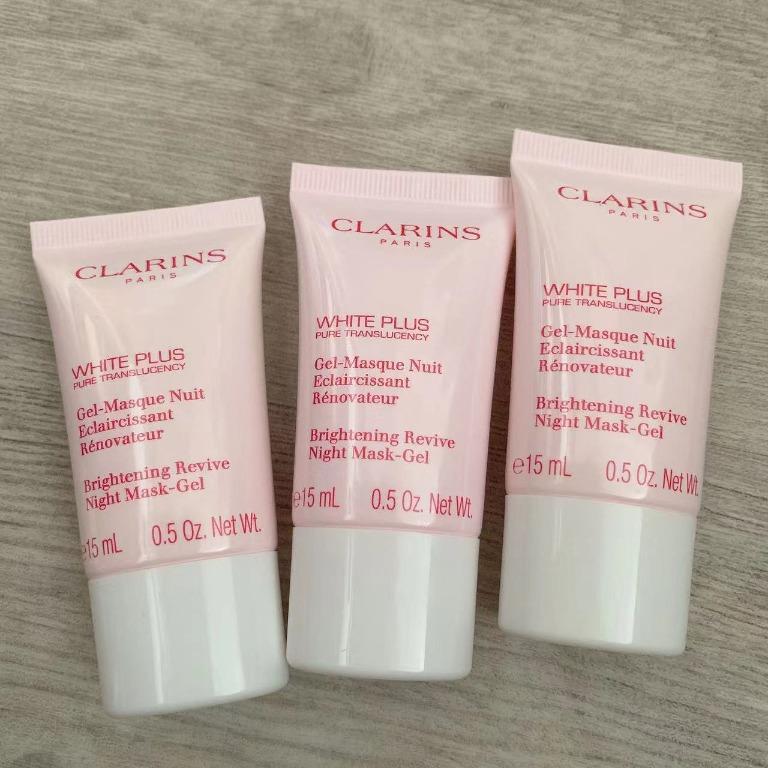 CLARINS
PARIS
WHITE PLUS
PURE TRANSLUCENCY
Gel-Masque Nuit
Eclaircissant
Rénovateur
Brightening Revive
Night Mask-Gel
e15 mL 0.5 Oz. Net Wt.
CLARINS
PARIS
WHITE PLUS
PURE TRANSLUCENCY
Gel-Masque Nuit
Eclaircissant
Rénovateur
Brightening Revive
Night Mask-Gel
e15 mL 0.5 Oz. Net Wt.
CLARINS
PARIS
WHITE PLUS
PURE TRANSLUCENCY
Gel-Masque Nuit
Eclaircissant
Rénovateur
Brightening Revive
Night Mask-Gel
e15 mL 0.5 Oz. Net Wt.